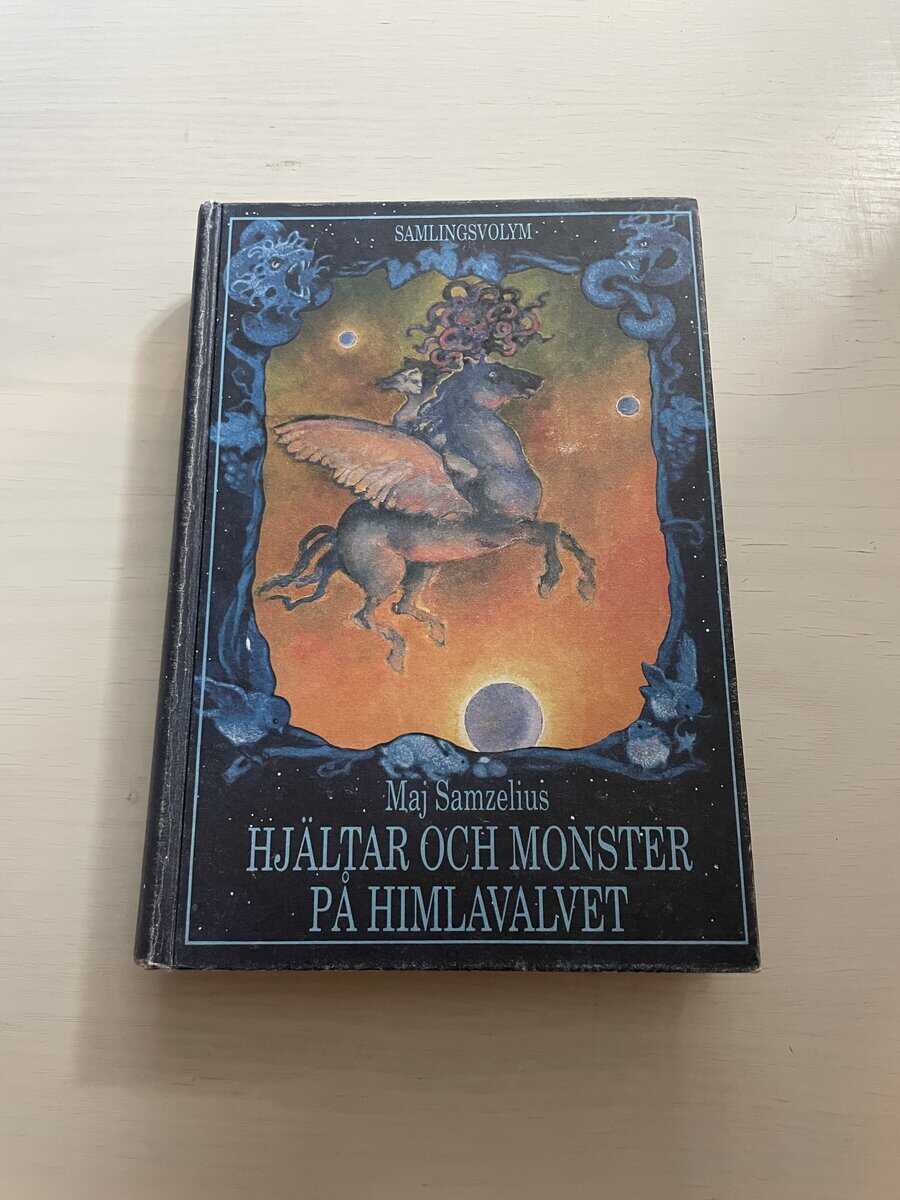 SAMLINGSVOLYM
Maj Samzelius
HJÄLTAR OCH MONSTER
PÅ HIMLAVALVET